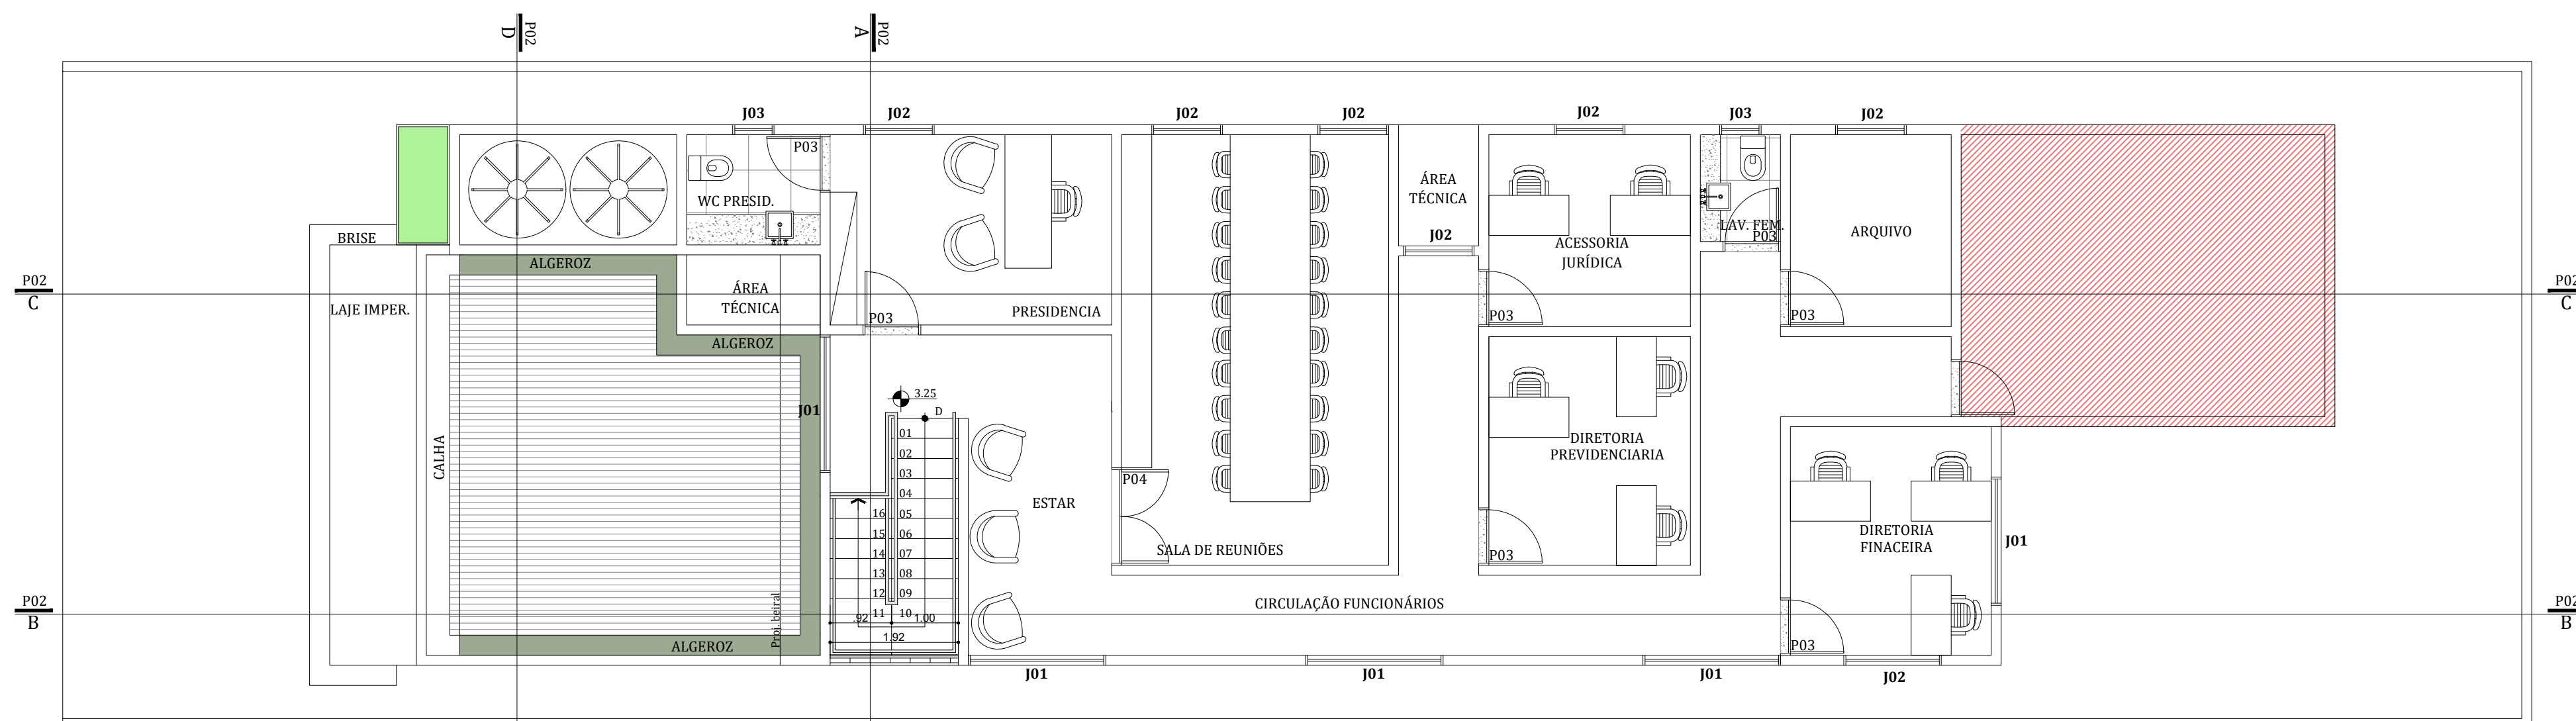 D
P02
A
P02
J03
J02
J02
J02
J02
J03
J02
P03
WC PRESID.
ÁREA
TÉCNICA
J02
LAV. FEM.
P03
ARQUIVO
BRISE
ACESSORIA
JURÍDICA
ALGEROZ
P02
C
P02
C
LAJE IMPER.
ÁREA
TÉCNICA
PRESIDENCIA
P03
P03
P03
ALGEROZ
3.25
D
J01
CALHA
01
02
03
04
05
06
07
08
09
10
16
15
14
13
12
11
.92
1.00
1.92
ESTAR
P04
SALA DE REUNIÕES
DIRETORIA
PREVIDENCIARIA
P03
DIRETORIA
FINACEIRA
J01
P02
B
P02
B
Proj. beiral
CIRCULAÇÃO FUNCIONÁRIOS
P03
ALGEROZ
J01
J01
J01
J02